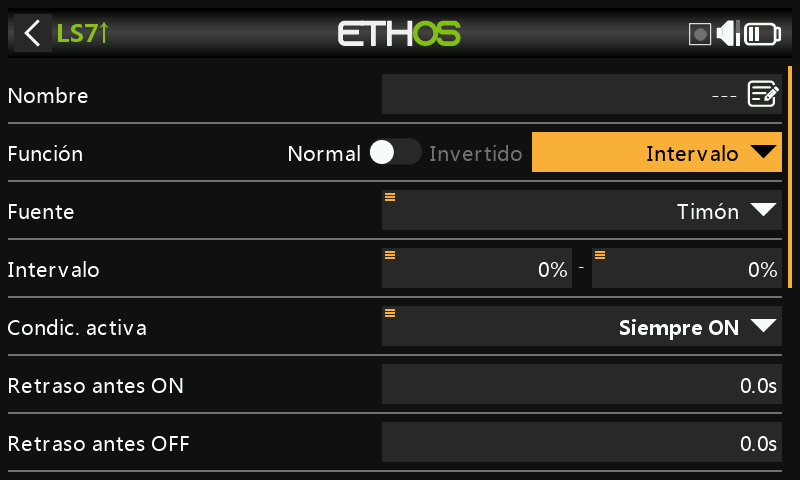 LS7↑ ETHOS
Nombre ---
Función Normal Invertido Intervalo
Fuente Timón
Intervalo 0% - 0%
Condic. activa Siempre ON
Retraso antes ON 0.0s
Retraso antes OFF 0.0s